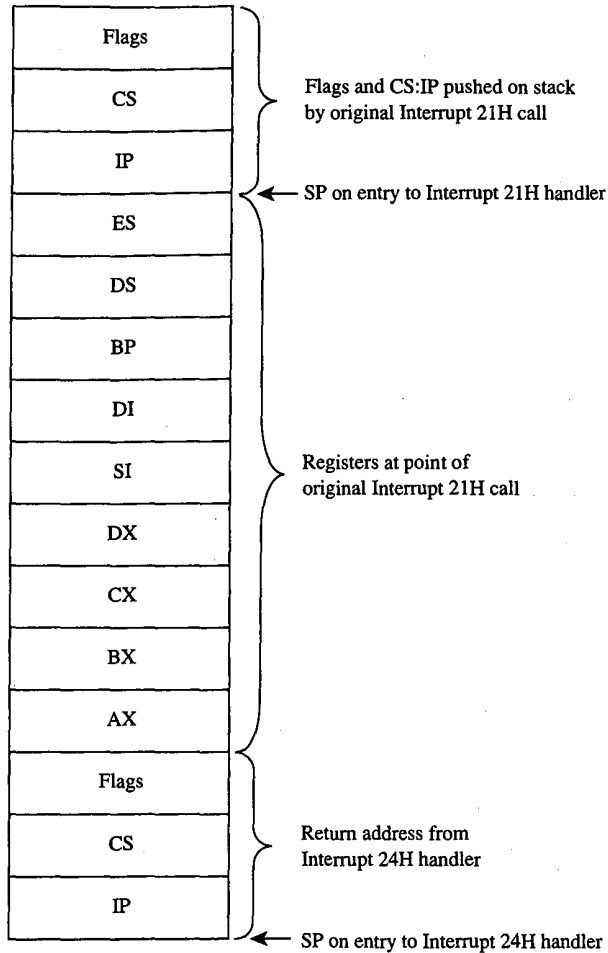 Flags
CS
IP
Flags and CS:IP pushed on stack
by original Interrupt 21H call
SP on entry to Interrupt 21H handler
ES
DS
BP
DI
SI
DX
CX
BX
AX
Registers at point of
original Interrupt 21H call
Flags
CS
IP
Return address from
Interrupt 24H handler
SP on entry to Interrupt 24H handler